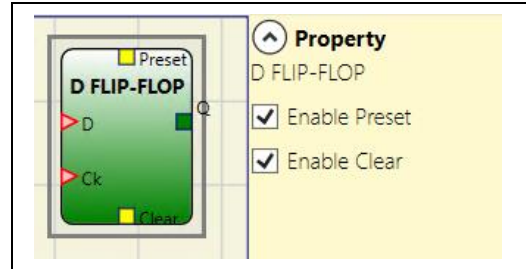 Preset
D FLIP-FLOP
D
Q
Ck
Clear
Property
D FLIP-FLOP
Enable Preset
Enable Clear